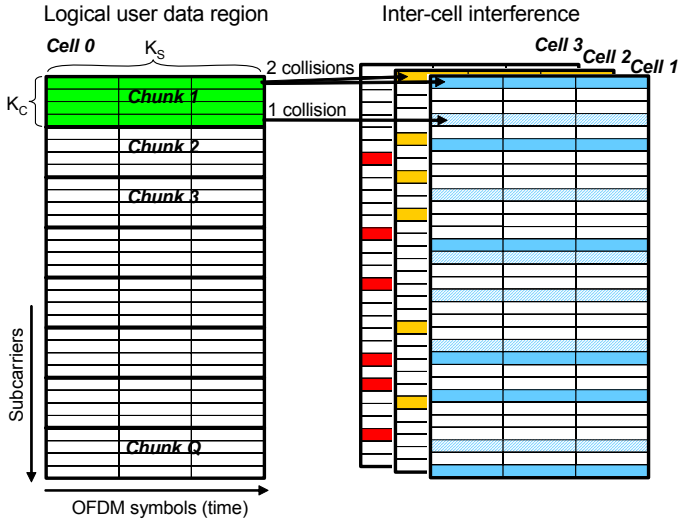 Logical user data region
Inter-cell interference
Cell 0
K_S
Cell 3
Cell 2
Cell 1
2 collisions
K_C
Chunk 1
1 collision
Chunk 2
Chunk 3
Subcarriers
Chunk Q
OFDM symbols (time)